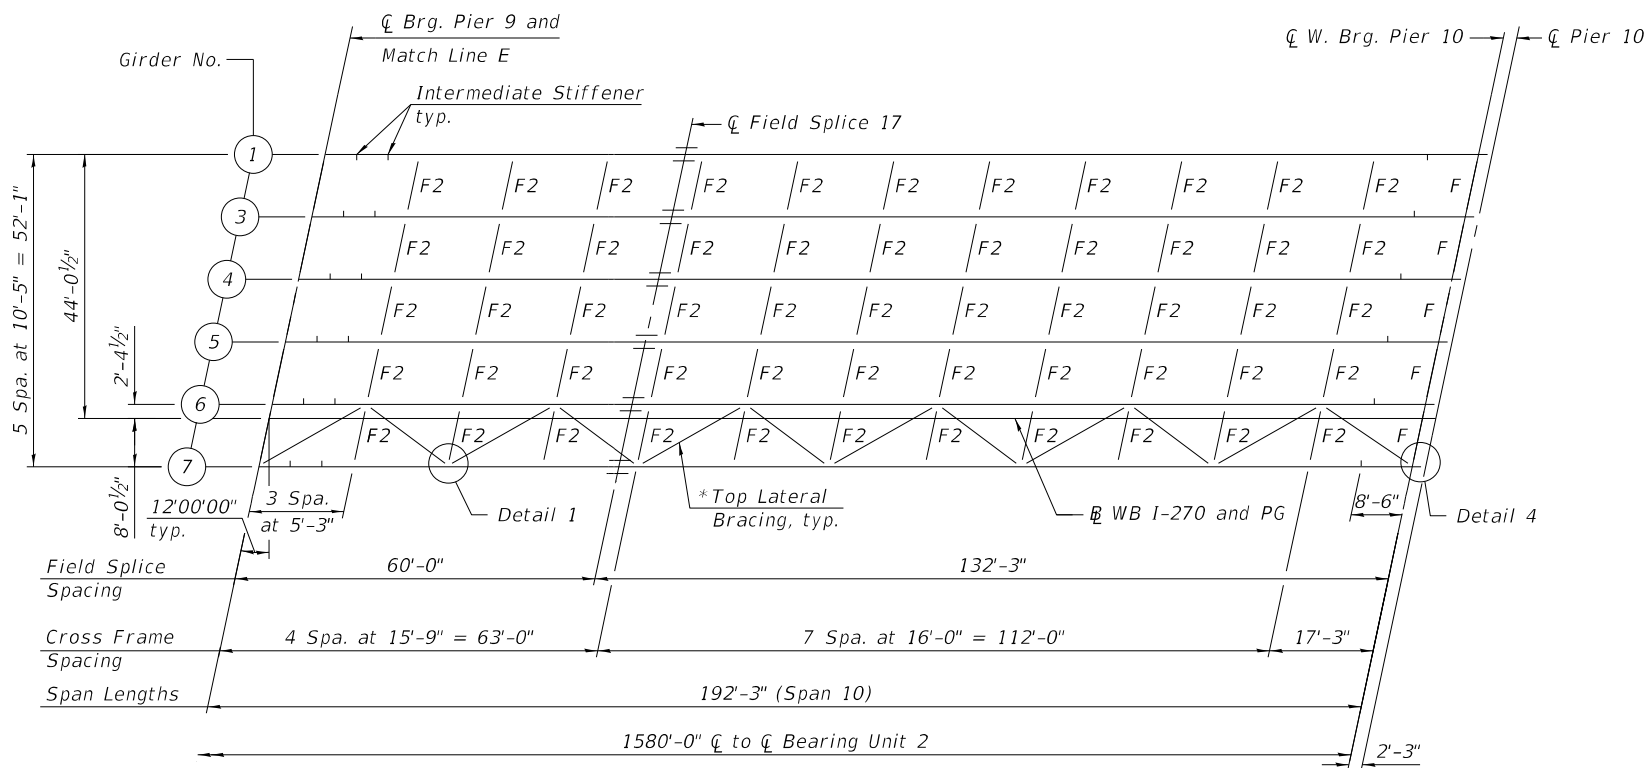 ℄ Brg. Pier 9 and
Match Line E
℄ W. Brg. Pier 10
℄ Pier 10
Girder No.
Intermediate Stiffener
typ.
℄ Field Splice 17
1
F2 F2 F2 F2 F2 F2 F2 F2 F2 F2 F2 F
3
F2 F2 F2 F2 F2 F2 F2 F2 F2 F2 F2 F
4
F2 F2 F2 F2 F2 F2 F2 F2 F2 F2 F2 F
5
F2 F2 F2 F2 F2 F2 F2 F2 F2 F2 F2 F
6
F2 F2 F2 F2 F2 F2 F2 F2 F2 F2 F2 F
7
5 Spa. at 10'-5" = 52'-1"
44'-0½"
2'-4½"
8'-0½"
12'00'00"
typ.
3 Spa.
at 5'-3"
Detail 1
*Top Lateral
Bracing, typ.
B̲L̲ WB I-270 and PG
8'-6"
Detail 4
Field Splice
Spacing
60'-0"
132'-3"
Cross Frame
Spacing
4 Spa. at 15'-9" = 63'-0"
7 Spa. at 16'-0" = 112'-0"
17'-3"
Span Lengths
192'-3" (Span 10)
1580'-0" ℄ to ℄ Bearing Unit 2
2'-3"